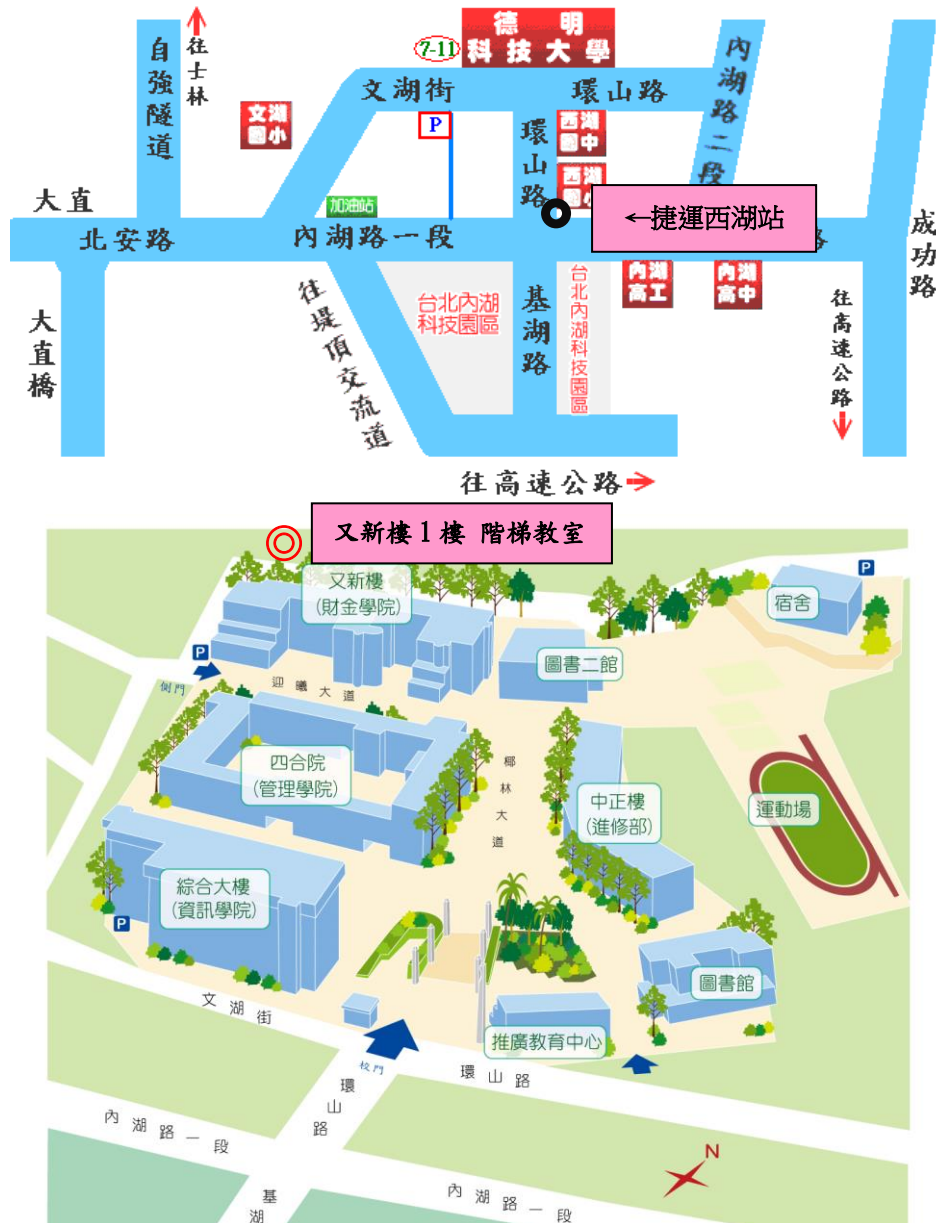 德明
科技大學
7-11
往士林
自強隧道
文湖街
環山路
內湖路二段
文湖
國小
P
環山路
西湖
國中
西湖
國小
大直
加油站
←捷運西湖站
北安路
內湖路一段
路
成功路
往堤頂交流道
台北內湖
科技園區
基湖路
台北內湖科技園區
內湖
高工
內湖
高中
往高速公路
大直橋
往高速公路
又新樓1樓 階梯教室
又新樓
(財金學院)
P
宿舍
圖書二館
P
側門
迎曦大道
四合院
(管理學院)
椰林大道
中正樓
(進修部)
運動場
綜合大樓
(資訊學院)
P
圖書館
文湖街
推廣教育中心
校門
環山路
環山路
內湖路一段
N
基湖
內湖路一段